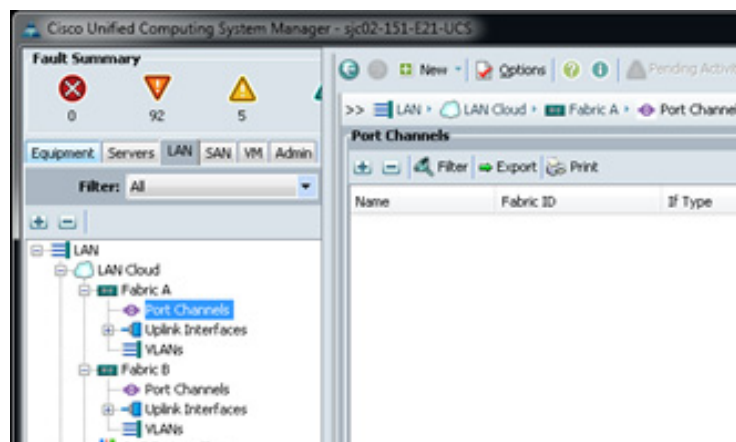 Cisco Unified Computing System Manager - sjc02-151-E21-UCS
Fault Summary
0 92 5
Equipment Servers LAN SAN VM Admin
Filter: All
LAN
LAN Cloud
Fabric A
Port Channels
Uplink Interfaces
VLANs
Fabric B
Port Channels
Uplink Interfaces
VLANs
New Options Pending Activit
>> LAN LAN Cloud Fabric A Port Channel
Port Channels
Filter Export Print
Name Fabric ID If Type